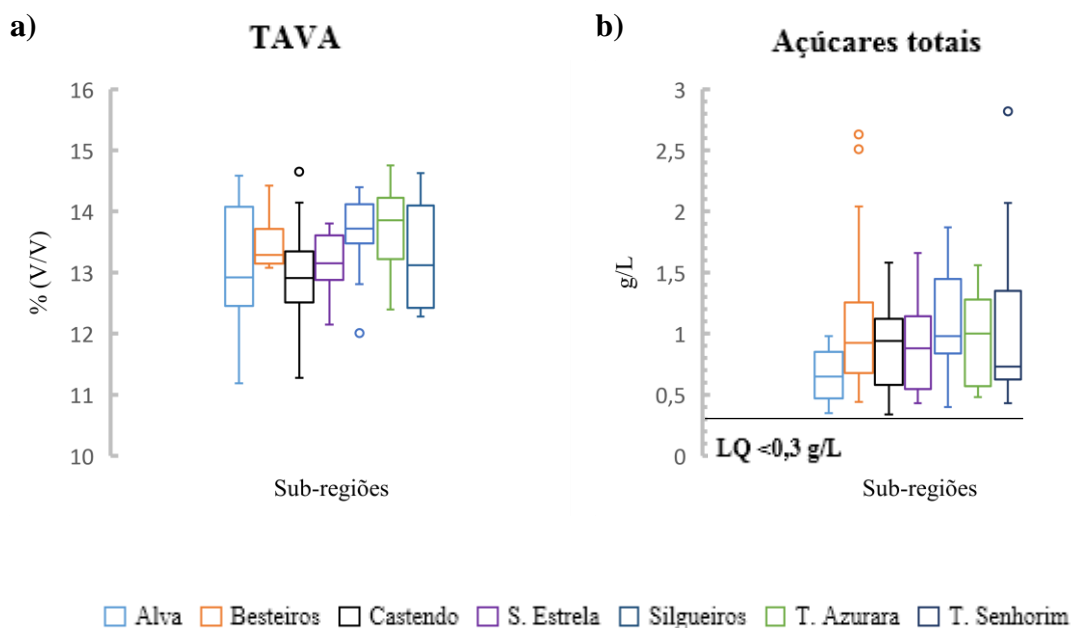 a)
TAVA
16
15
14
13
12
11
10
% (V/V)
Sub-regiões
b)
Açúcares totais
3
2,5
2
1,5
1
0,5
0
g/L
LQ <0,3 g/L
Sub-regiões
Alva Besteiros Castendo S. Estrela Silgueiros T. Azurara T. Senhorim